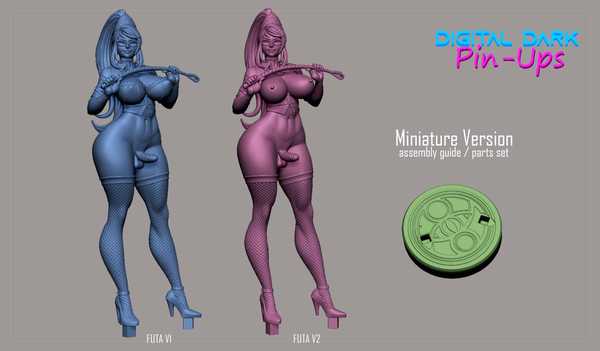 DIGITAL DARK
Pin-Ups
Miniature Version
assembly guide / parts set
FUTA V1
FUTA V2